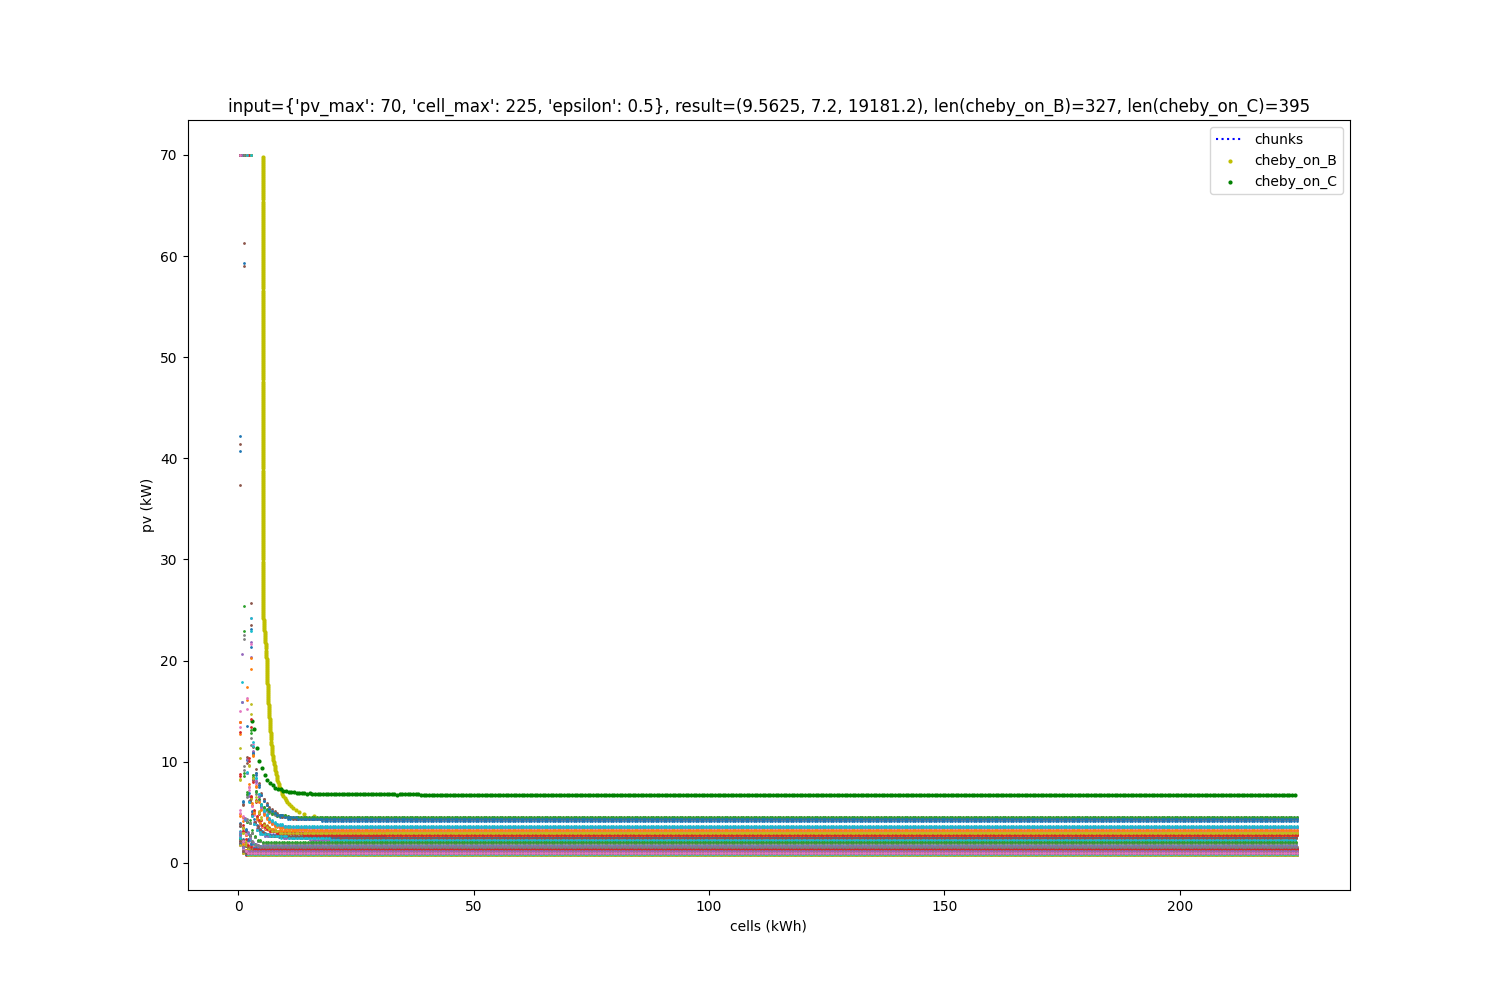 input={'pv_max': 70, 'cell_max': 225, 'epsilon': 0.5}, result=(9.5625, 7.2, 19181.2), len(cheby_on_B)=327, len(cheby_on_C)=395
chunks
cheby_on_B
cheby_on_C
70
60
50
40
30
20
10
0
pv (kW)
0
50
100
150
200
cells (kWh)